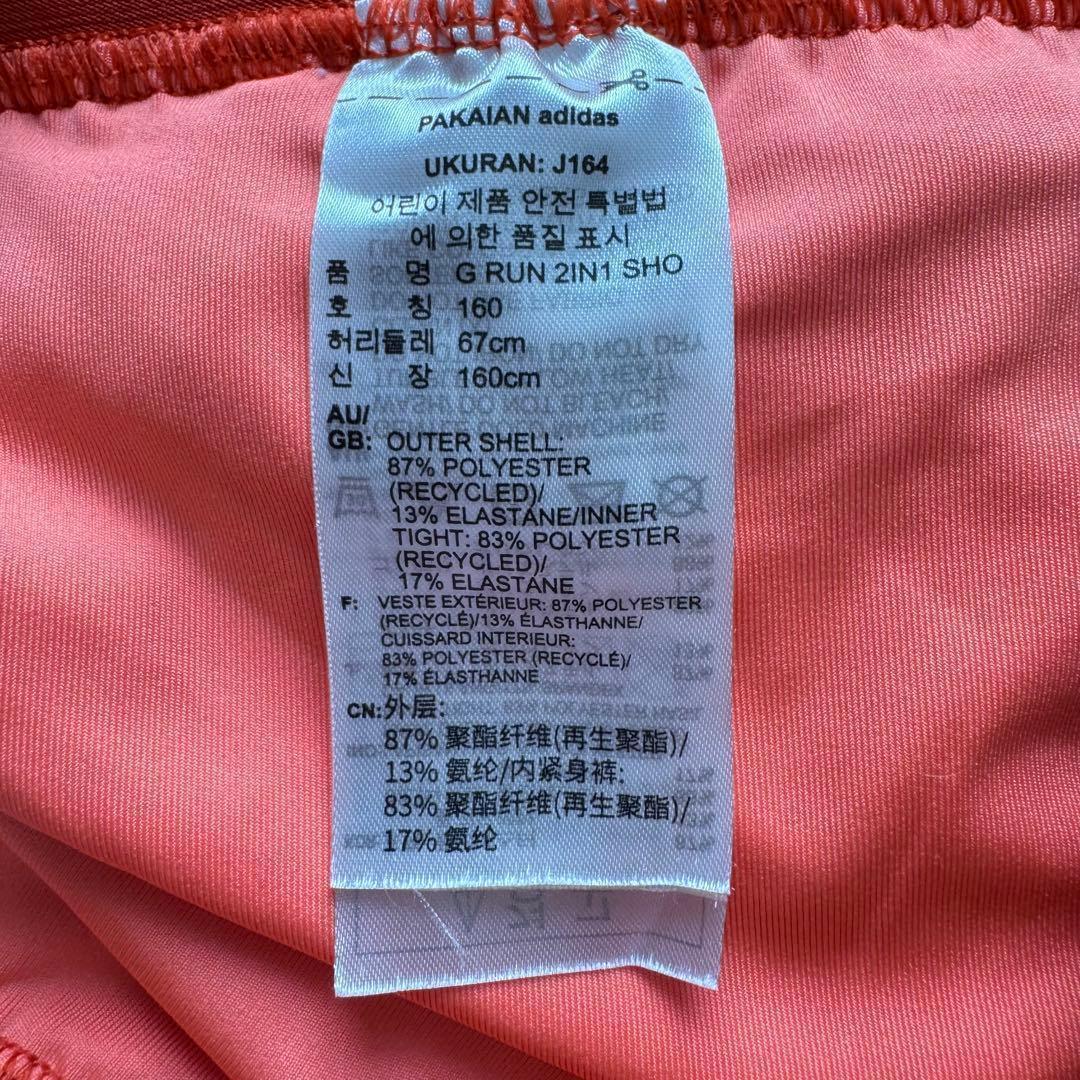 PAKAIAN adidas
UKURAN: J164
어린이 제품 안전 특별법
에 의한 품질 표시
품 명 G RUN 2IN1 SHO
호 칭 160
허리둘레 67cm
신 장 160cm
AU/
GB: OUTER SHELL:
87% POLYESTER
(RECYCLED)/
13% ELASTANE/INNER
TIGHT: 83% POLYESTER
(RECYCLED)/
17% ELASTANE
F: VESTE EXTÉRIEUR: 87% POLYESTER
(RECYCLÉ)/13% ÉLASTHANNE/
CUISSARD INTERIEUR:
83% POLYESTER (RECYCLÉ)/
17% ÉLASTHANNE
CN:外层:
87% 聚酯纤维(再生聚酯)/
13% 氨纶/内紧身裤:
83% 聚酯纤维(再生聚酯)/
17% 氨纶